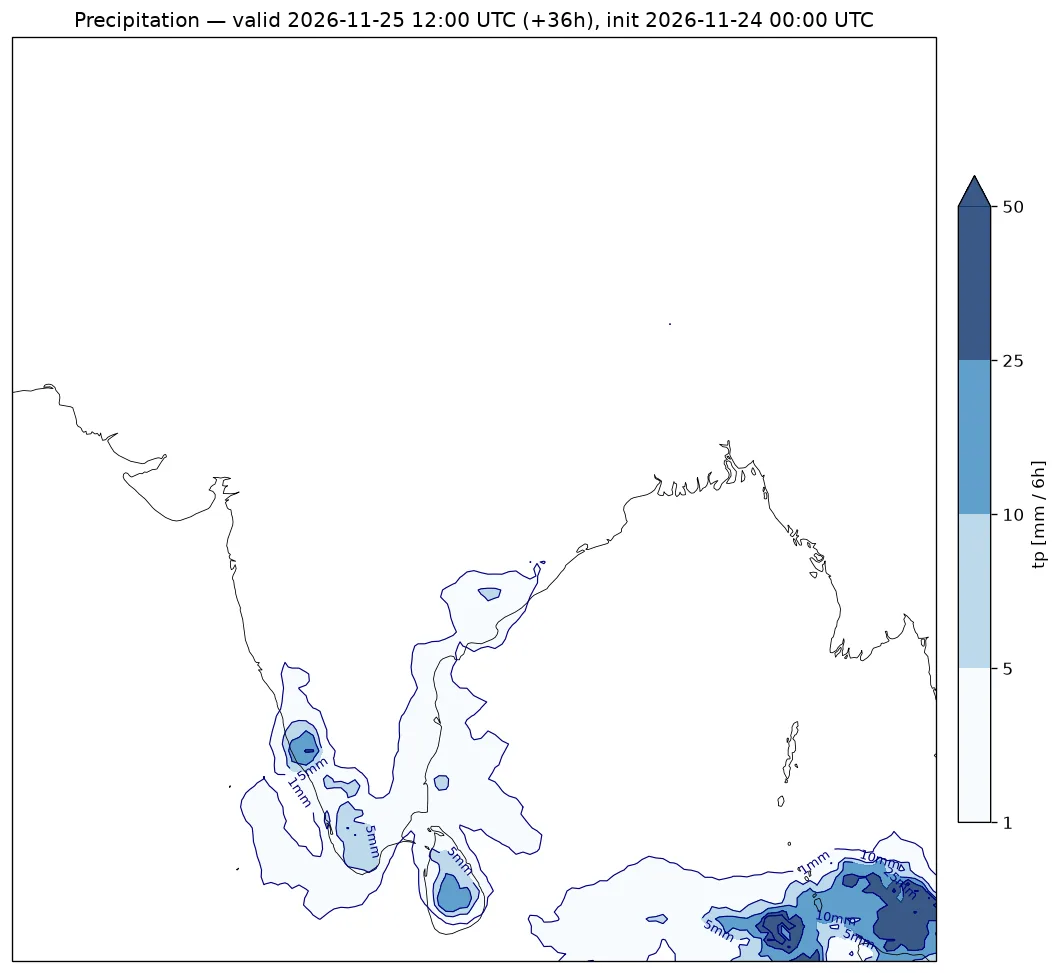 Precipitation — valid 2026-11-25 12:00 UTC (+36h), init 2026-11-24 00:00 UTC
50
25
10
5
1
tp [mm / 6h]
5mm
1mm
5mm
5mm
1mm
10mm
10mm
5mm
5mm